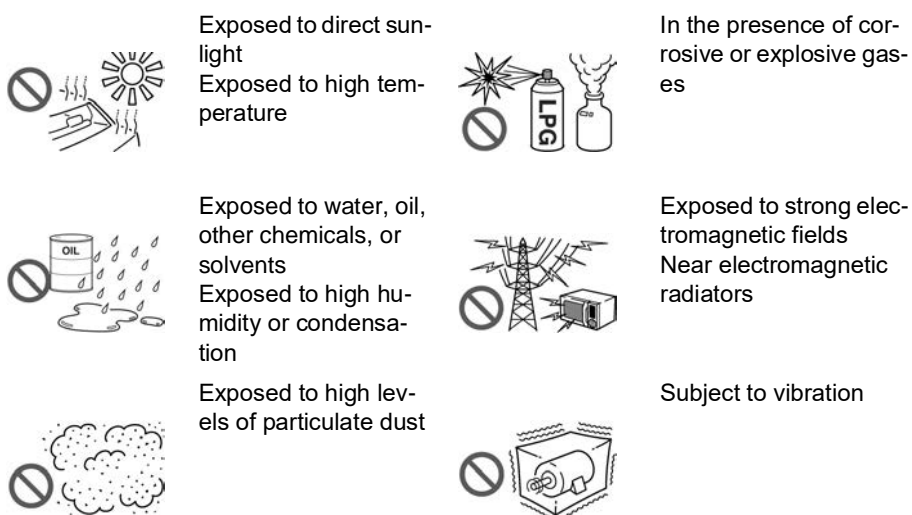 Exposed to direct sun-
light
Exposed to high tem-
perature
LPG
In the presence of cor-
rosive or explosive gas-
es
OIL
Exposed to water, oil,
other chemicals, or
solvents
Exposed to high hu-
midity or condensa-
tion
Exposed to strong elec-
tromagnetic fields
Near electromagnetic
radiators
Exposed to high lev-
els of particulate dust
Subject to vibration